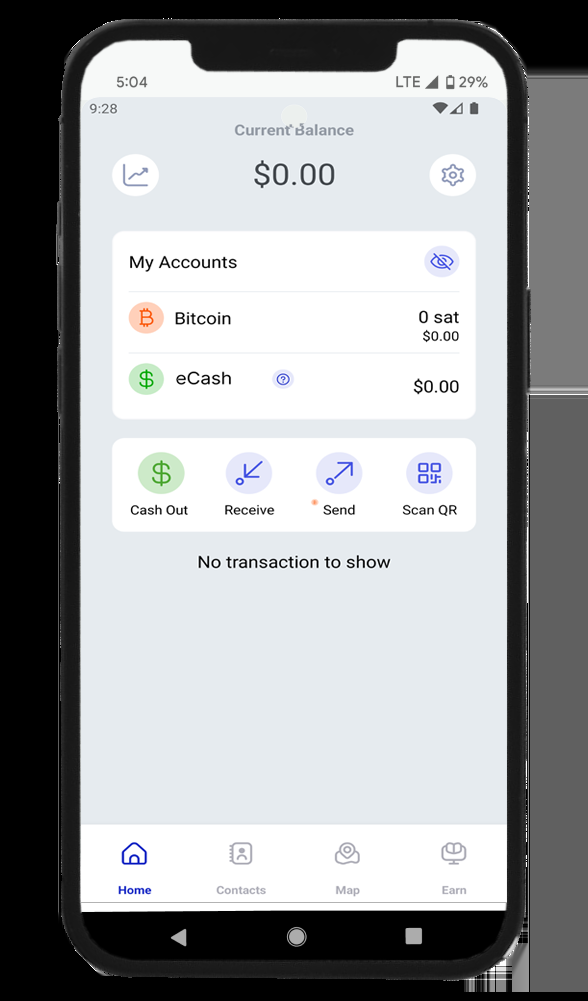 5:04 LTE 29%
9:28
Current Balance
$0.00
My Accounts
Bitcoin 0 sat
$0.00
eCash $0.00
Cash Out Receive Send Scan QR
No transaction to show
Home Contacts Map Earn